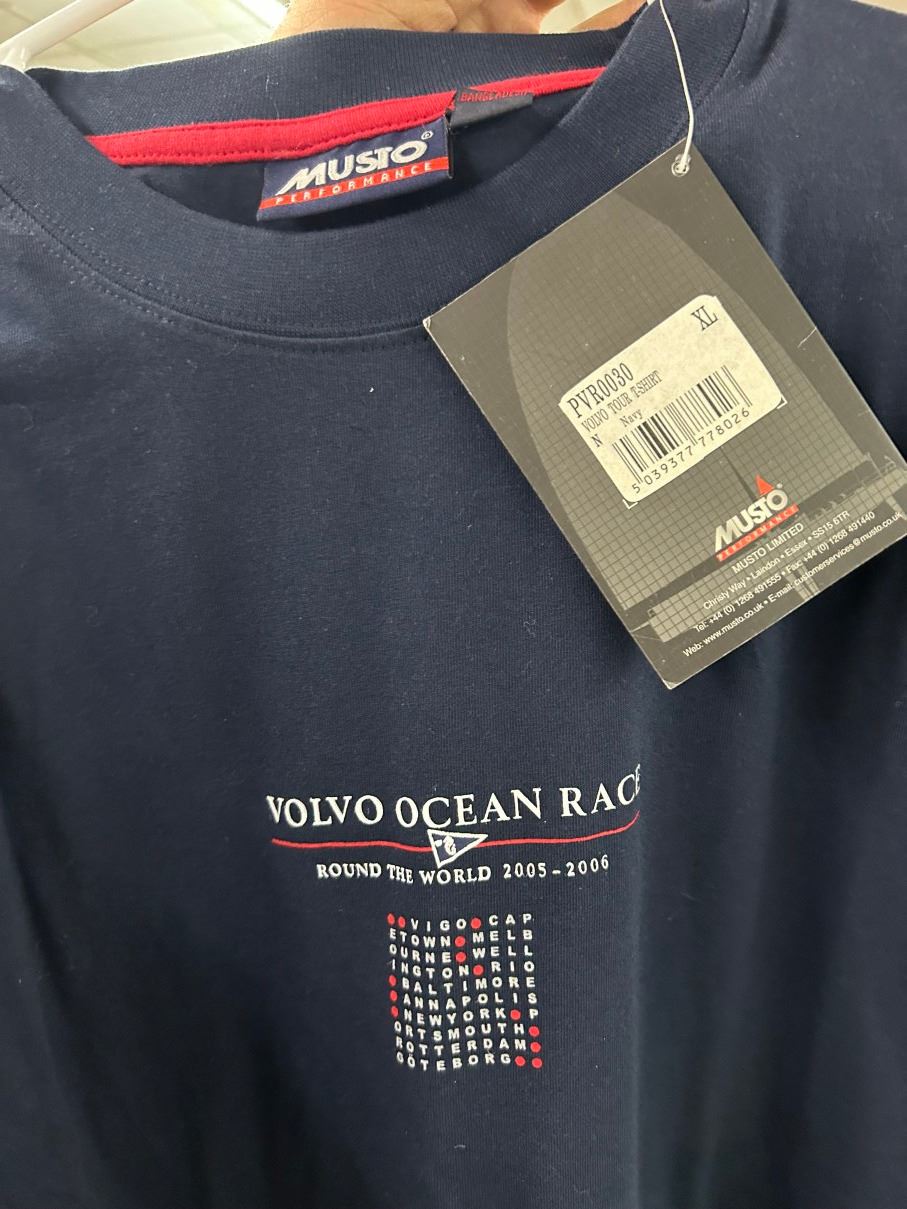 BANGLADESH
MUSTO®
PERFORMANCE
XL
PVR0030
VOLVO TOUR T-SHIRT
N Navy
5 039377 778026
MUSTO®
PERFORMANCE
MUSTO LIMITED
Christy Way • Laindon • Essex • SS15 6TR
Tel: +44 (0) 1268 491555 • Fax: +44 (0) 1268 491440
Web: www.musto.co.uk • E-mail: customerservices@musto.co.uk
VOLVO OCEAN RACE
ROUND THE WORLD 2005-2006
●●VIGO●CAP
ETOWN●MELB
OURNE●WELL
INGTON●RIO
●BALTIMORE
●ANNAPOLIS
●NEWYORK●P
ORTSMOUTH●
ROTTERDAM●
GÖTEBORG●●